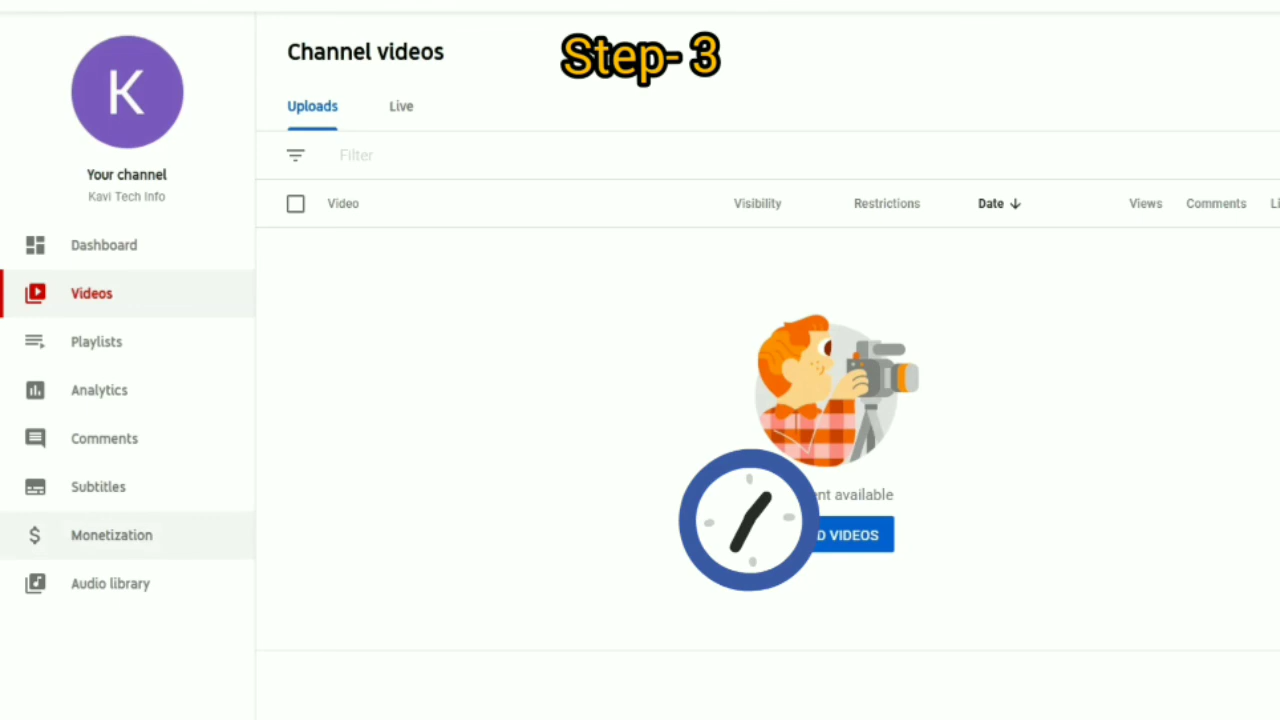 K
Your channel
Kavi Tech Info
Dashboard
Videos
Playlists
Analytics
Comments
Subtitles
Monetization
Audio library
Channel videos
Step- 3
Uploads Live
Filter
Video Visibility Restrictions Date Views Comments
available
VIDEOS